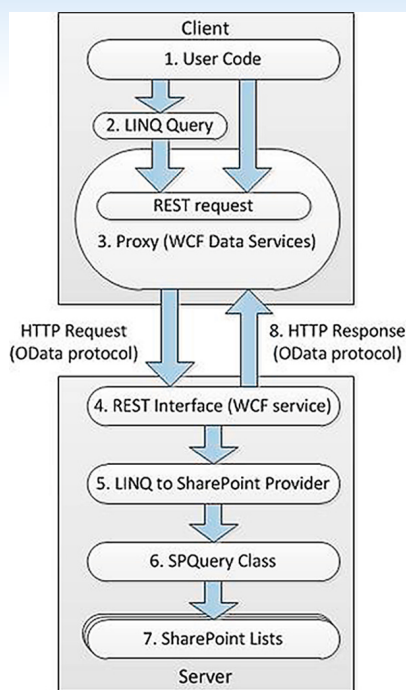 Client
1. User Code
2. LINQ Query
REST request
3. Proxy (WCF Data Services)
HTTP Request
(OData protocol)
8. HTTP Response
(OData protocol)
4. REST Interface (WCF service)
5. LINQ to SharePoint Provider
6. SPQuery Class
7. SharePoint Lists
Server